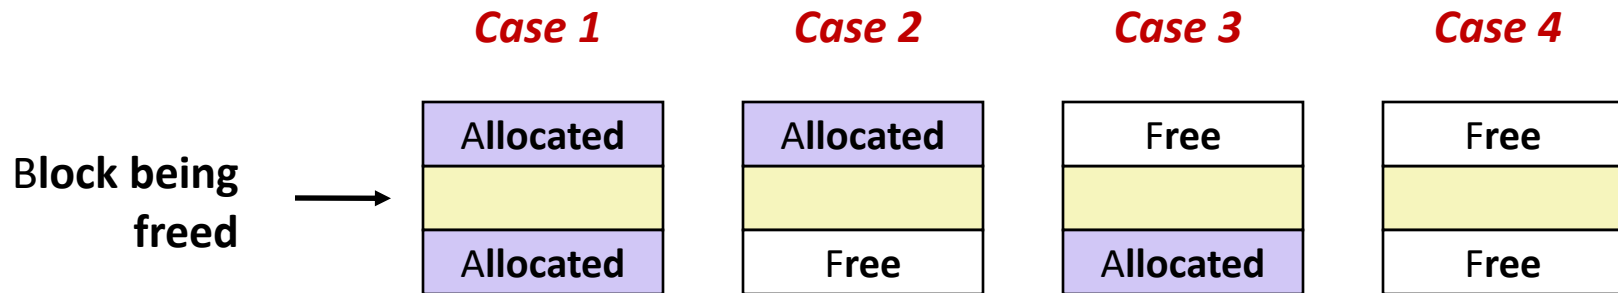 Case 1 Case 2 Case 3 Case 4
Allocated Allocated Free Free
Block being
freed
Allocated Free Allocated Free